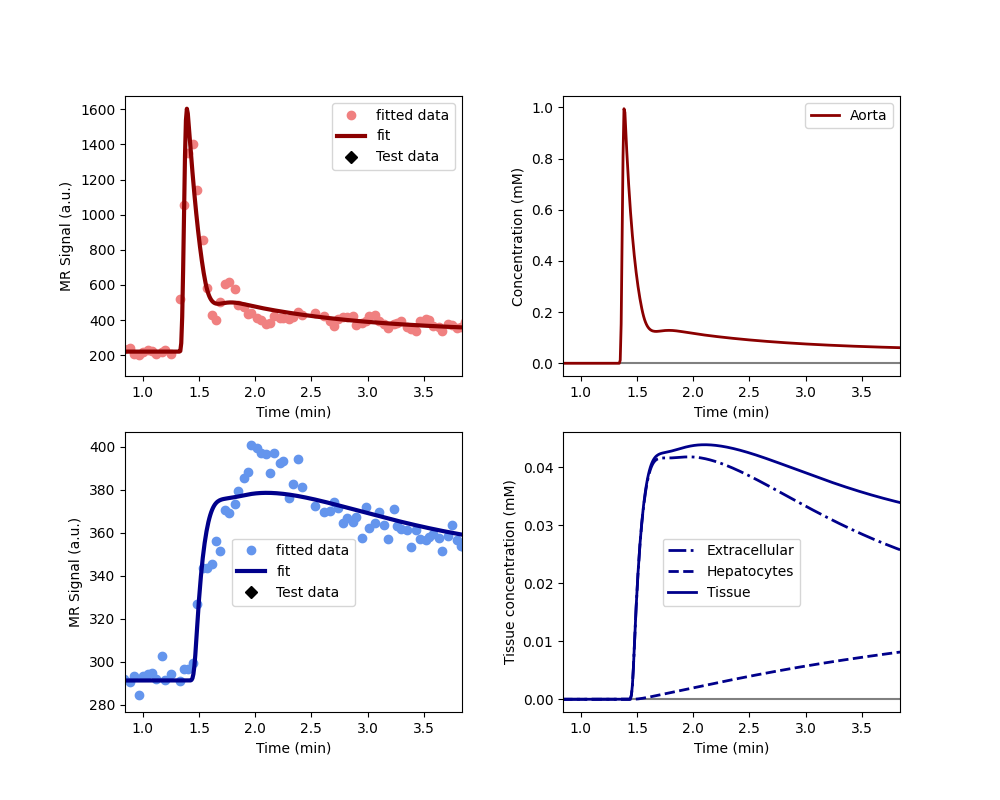 1600
1400
1200
1000
800
600
400
200
MR Signal (a.u.)
fitted data
fit
Test data
1.0 1.5 2.0 2.5 3.0 3.5
Time (min)
1.0
0.8
0.6
0.4
0.2
0.0
Concentration (mM)
Aorta
1.0 1.5 2.0 2.5 3.0 3.5
Time (min)
400
380
360
340
320
300
280
MR Signal (a.u.)
fitted data
fit
Test data
1.0 1.5 2.0 2.5 3.0 3.5
Time (min)
0.04
0.03
0.02
0.01
0.00
Tissue concentration (mM)
Extracellular
Hepatocytes
Tissue
1.0 1.5 2.0 2.5 3.0 3.5
Time (min)